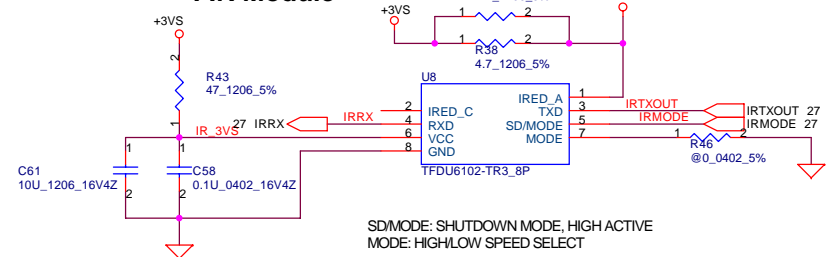 +3VS
1
2
+3VS
2
1
2
R38
4.7_1206_5%
R43
47_1206_5%
1
U8
2
4
6
8
IRED_C
RXD
VCC
GND
IRED_A
TXD
SD/MODE
MODE
1
3
5
7
TFDU6102-TR3_8P
27 IRRX
IRRX
IR_3VS
IRTXOUT
IRMODE
IRTXOUT 27
IRMODE 27
1
2
R46
@0_0402_5%
1
2
C61
10U_1206_16V4Z
1
2
C58
0.1U_0402_16V4Z
SD/MODE: SHUTDOWN MODE, HIGH ACTIVE
MODE: HIGH/LOW SPEED SELECT